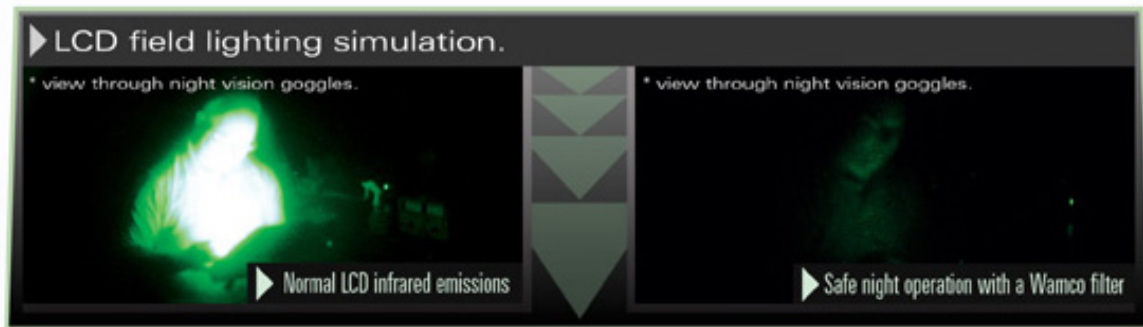 LCD field lighting simulation.
* view through night vision goggles.
* view through night vision goggles.
Normal LCD infrared emissions
Safe night operation with a Wamco filter